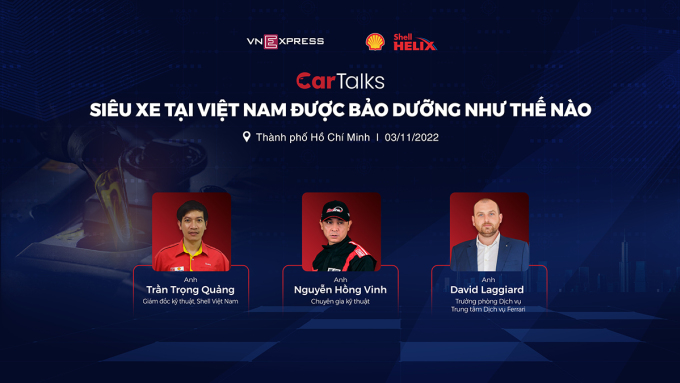 VNEXPRESS
Shell HELIX
CarTalks
SIÊU XE TẠI VIỆT NAM ĐƯỢC BẢO DƯỠNG NHƯ THẾ NÀO
Thành phố Hồ Chí Minh | 03/11/2022
Anh
Trần Trọng Quảng
Giám đốc kỹ thuật, Shell Việt Nam
Anh
Nguyễn Hồng Vinh
Chuyên gia kỹ thuật
Anh
David Laggiard
Trưởng phòng Dịch vụ
Trung tâm Dịch vụ Ferrari